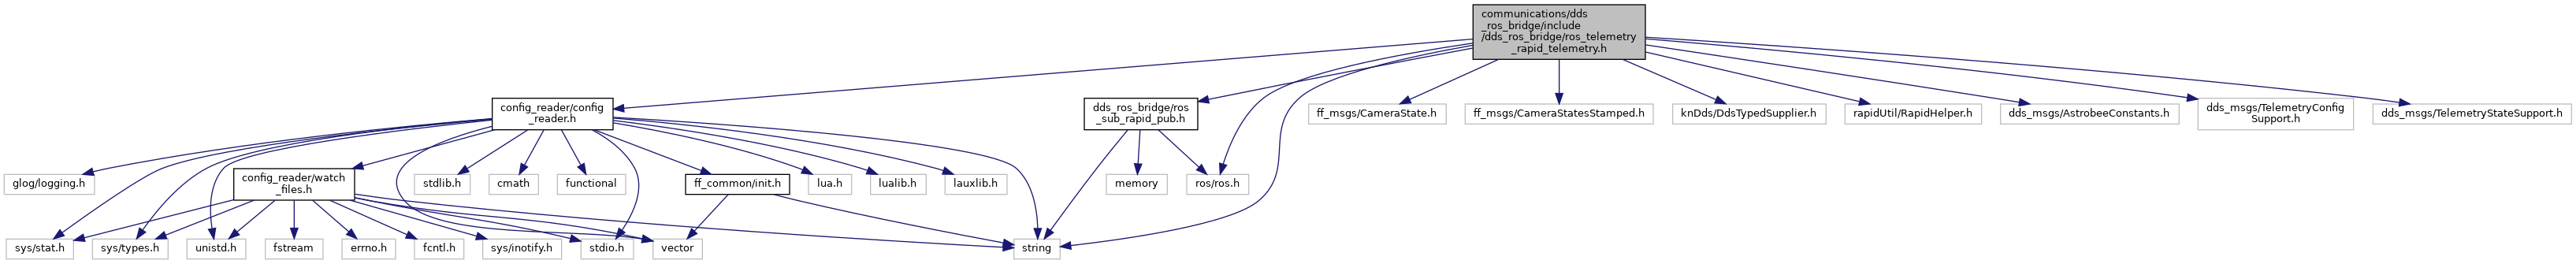 communications/dds
_ros_bridge/include
/dds_ros_bridge/ros_telemetry
_rapid_telemetry.h
config_reader/config
_reader.h
dds_ros_bridge/ros
_sub_rapid_pub.h
ff_msgs/CameraState.h
ff_msgs/CameraStatesStamped.h
knDds/DdsTypedSupplier.h
rapidUtil/RapidHelper.h
dds_msgs/AstrobeeConstants.h
dds_msgs/TelemetryConfig
Support.h
dds_msgs/TelemetryStateSupport.h
glog/logging.h
config_reader/watch
_files.h
stdlib.h
cmath
functional
ff_common/init.h
lua.h
lualib.h
lauxlib.h
memory
ros/ros.h
sys/stat.h
sys/types.h
unistd.h
fstream
errno.h
fcntl.h
sys/inotify.h
stdio.h
vector
string